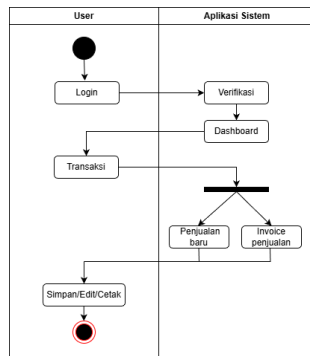 User
Aplikasi Sistem
Login
Verifikasi
Dashboard
Transaksi
Penjualan
baru
Invoice
penjualan
Simpan/Edit/Cetak